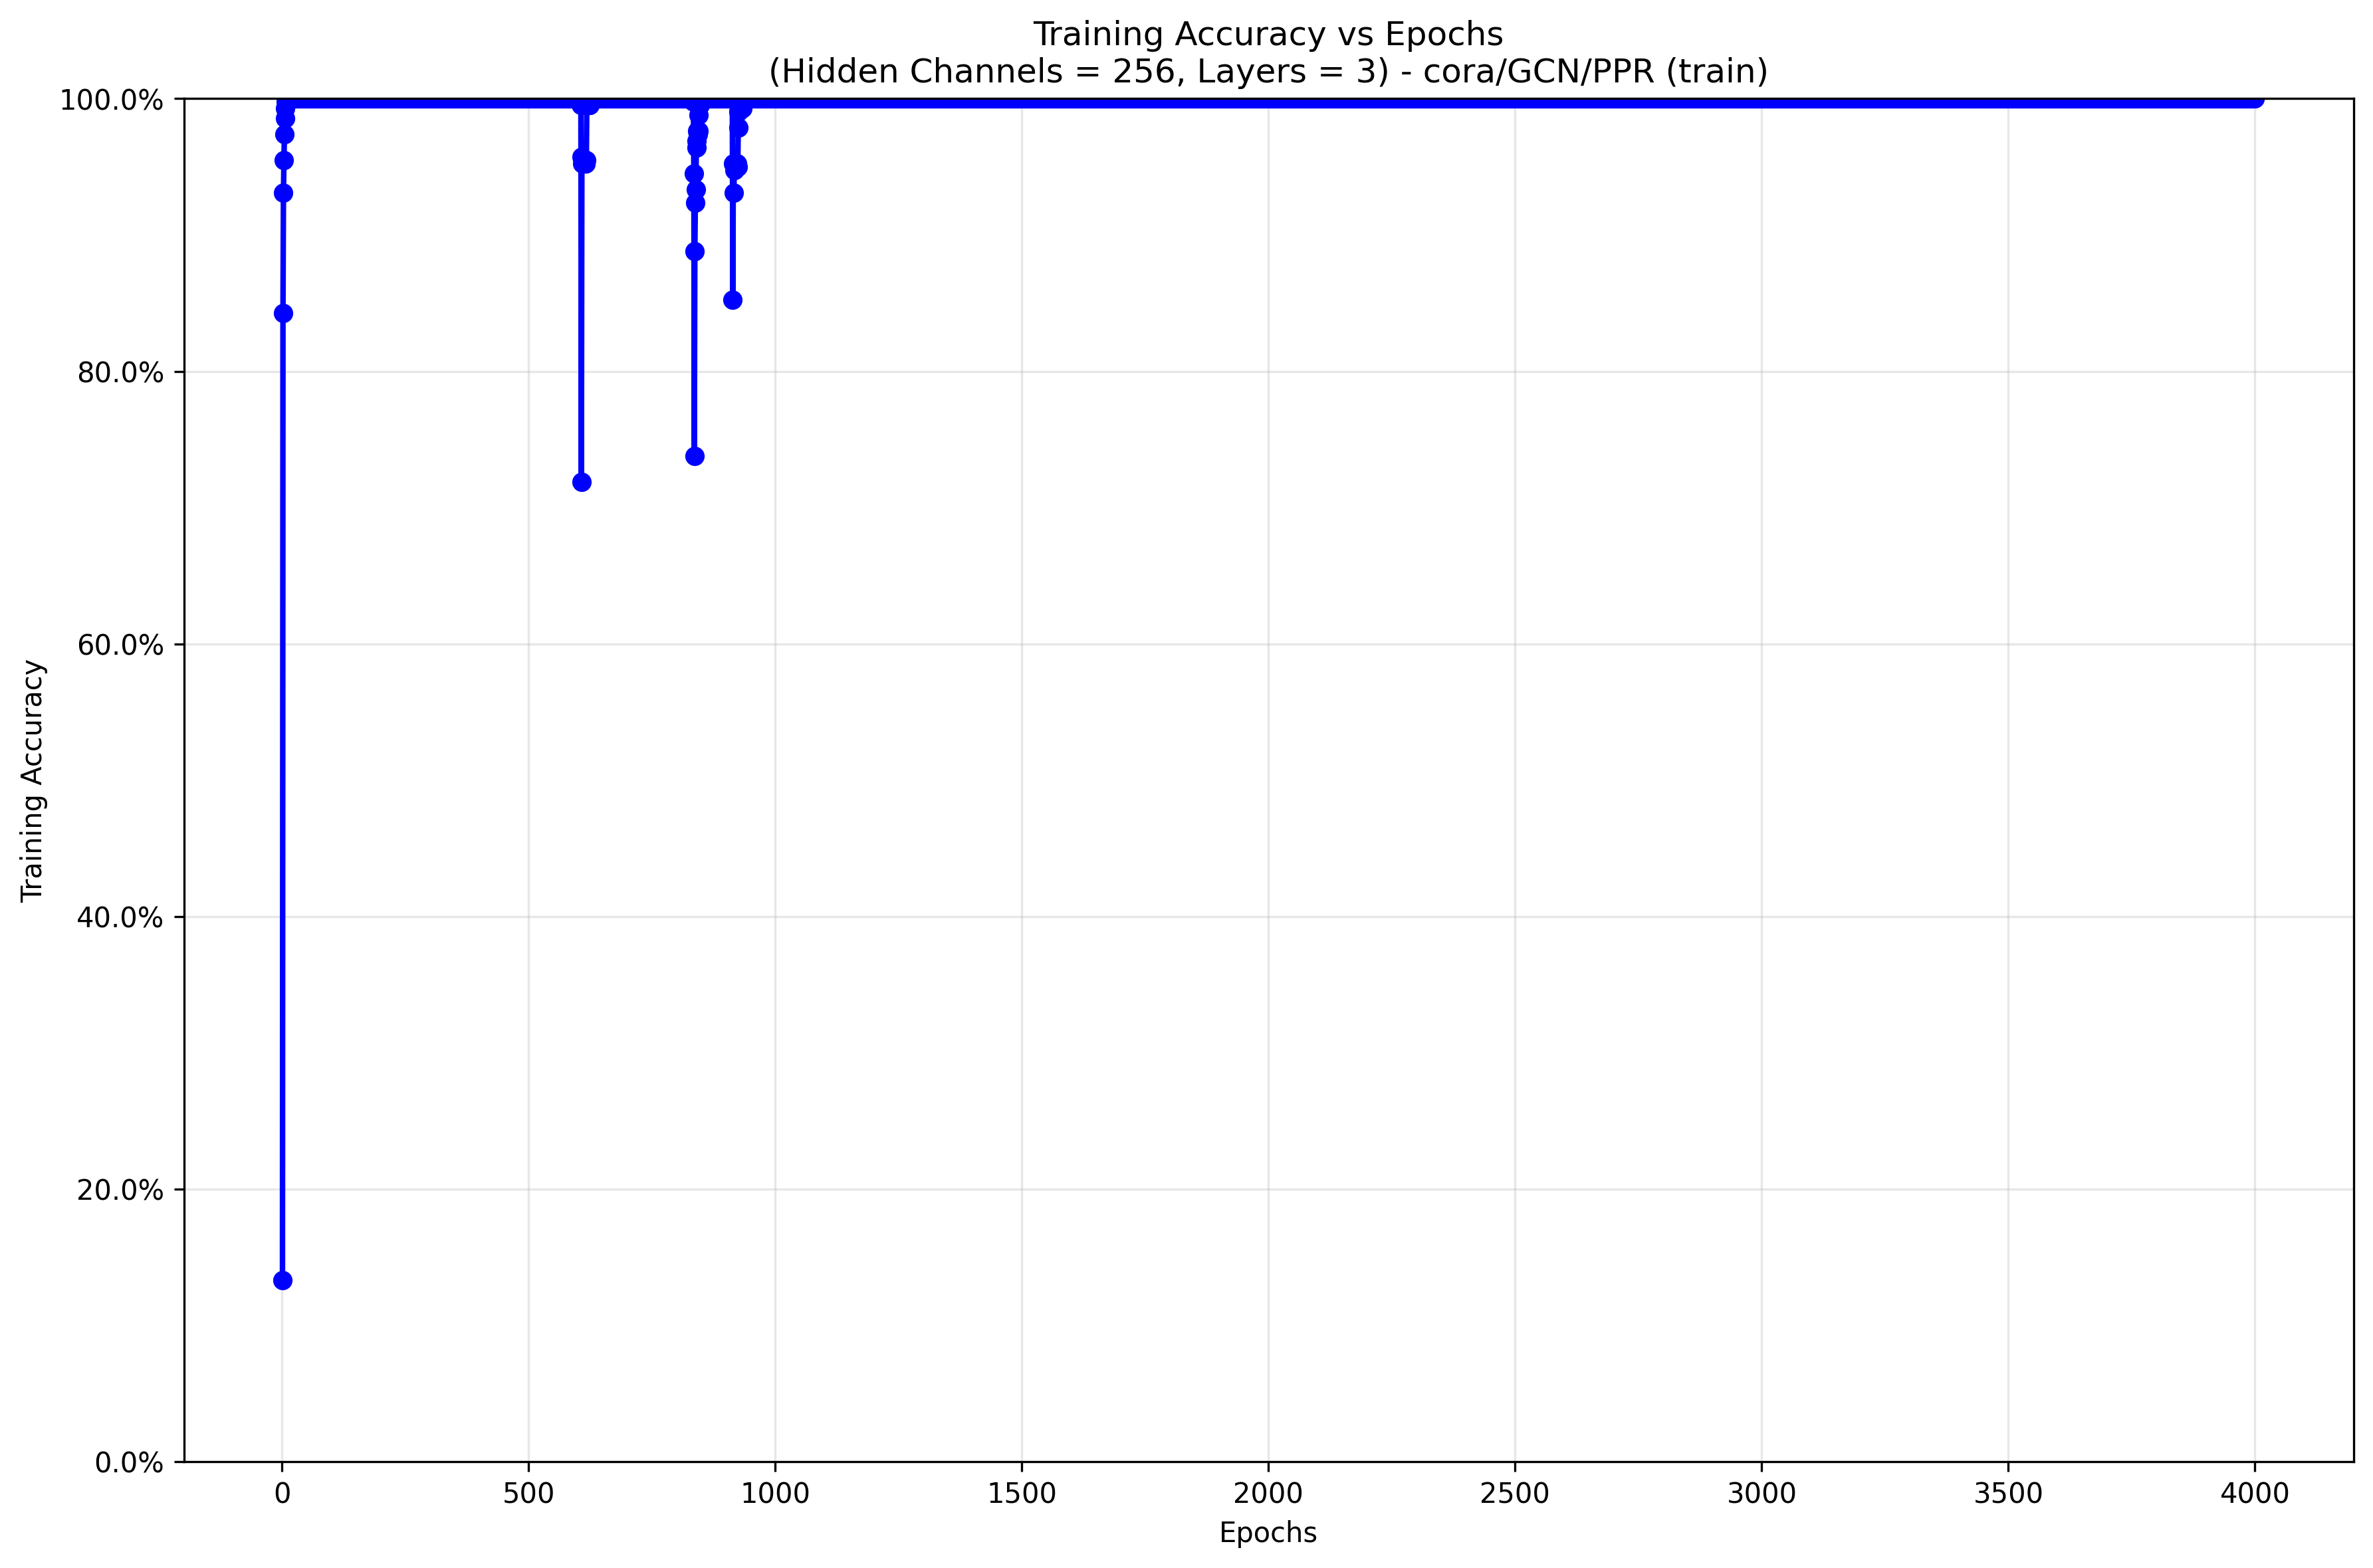 Training Accuracy vs Epochs
(Hidden Channels = 256, Layers = 3) - cora/GCN/PPR (train)
100.0%
80.0%
60.0%
40.0%
20.0%
0.0%
Training Accuracy
0 500 1000 1500 2000 2500 3000 3500 4000
Epochs